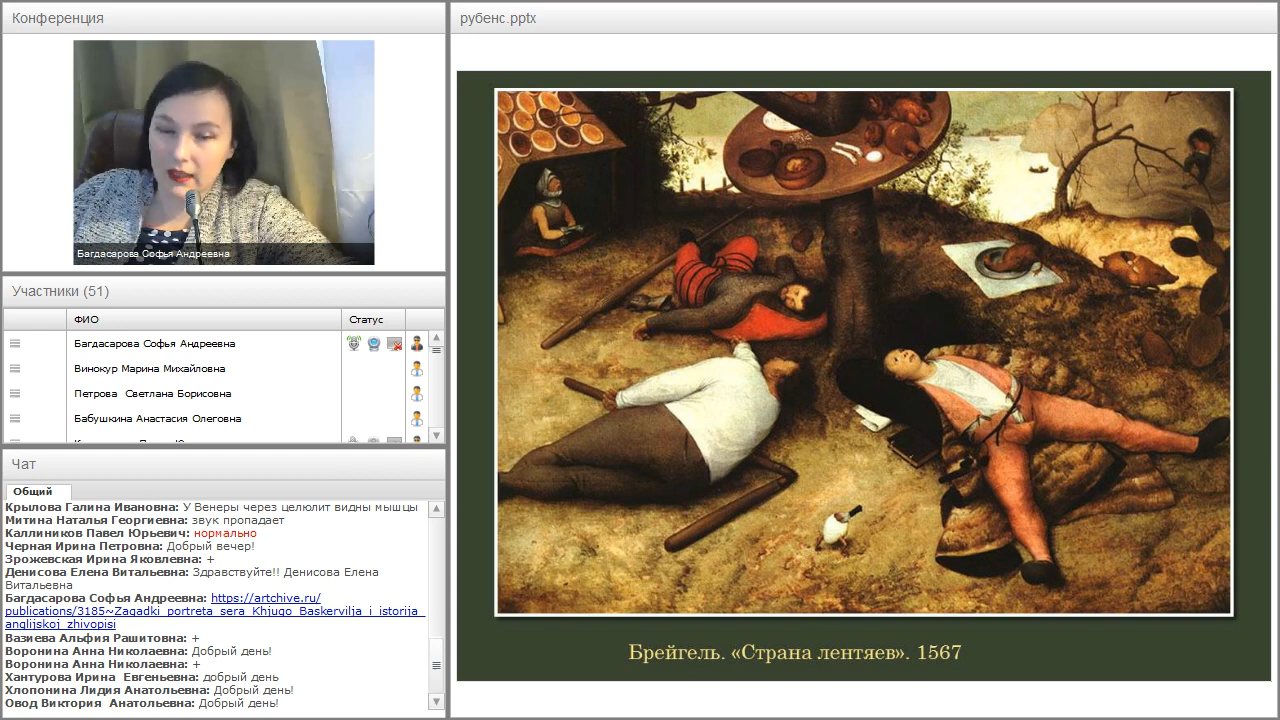 Конференция
Багдасарова Софья Андреевна
Участники (51)
ФИО
Статус
Багдасарова Софья Андреевна
Винокур Марина Михайловна
Петрова Светлана Борисовна
Бабушкина Анастасия Олеговна
Чат
Общий
Крылова Галина Ивановна: У Венеры через целюлит видны мышцы
Митина Наталья Георгиевна: звук пропадает
Каллиников Павел Юрьевич: нормально
Черная Ирина Петровна: Добрый вечер!
Зрожевская Ирина Яковлевна: +
Денисова Елена Витальевна: Здравствуйте!! Денисова Елена
Витальевна
Багдасарова Софья Андреевна: https://artchive.ru/
publications/3185~Zagadki_portreta_sera_Khjugo_Baskervilja_i_istorija_
anglijskoj_zhivopisi
Вазиева Альфия Рашитовна: +
Воронина Анна Николаевна: Добрый день!
Воронина Анна Николаевна: +
Хантурова Ирина Евгеньевна: добрый день
Хлопонина Лидия Анатольевна: Добрый день!
Овод Виктория Анатольевна: Добрый день!
рубенс.pptx
Брейгель. «Страна лентяев». 1567